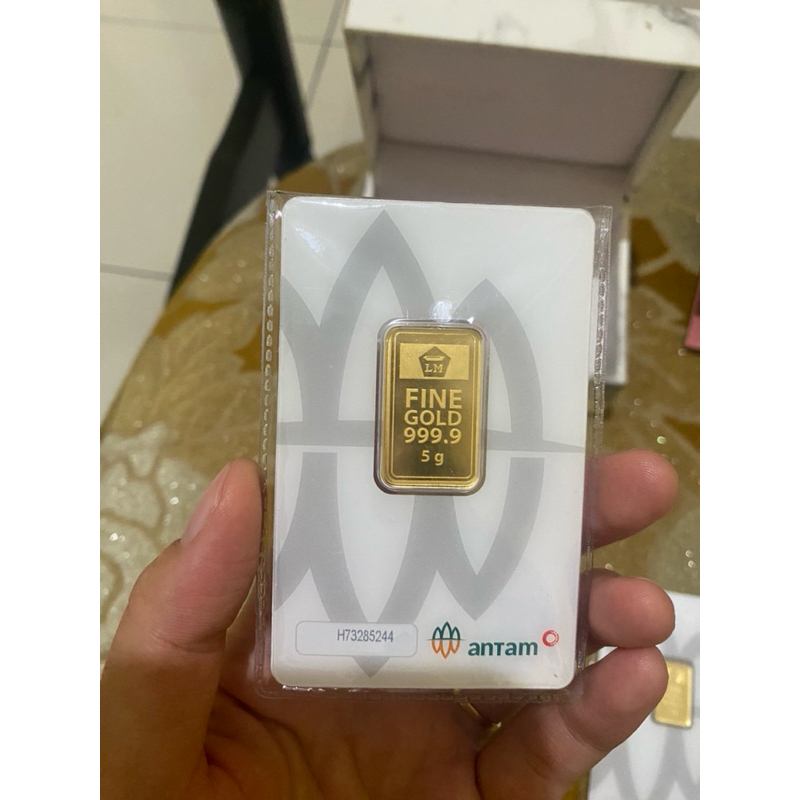 LM
FINE
GOLD
999.9
5 g
H73285244
antam